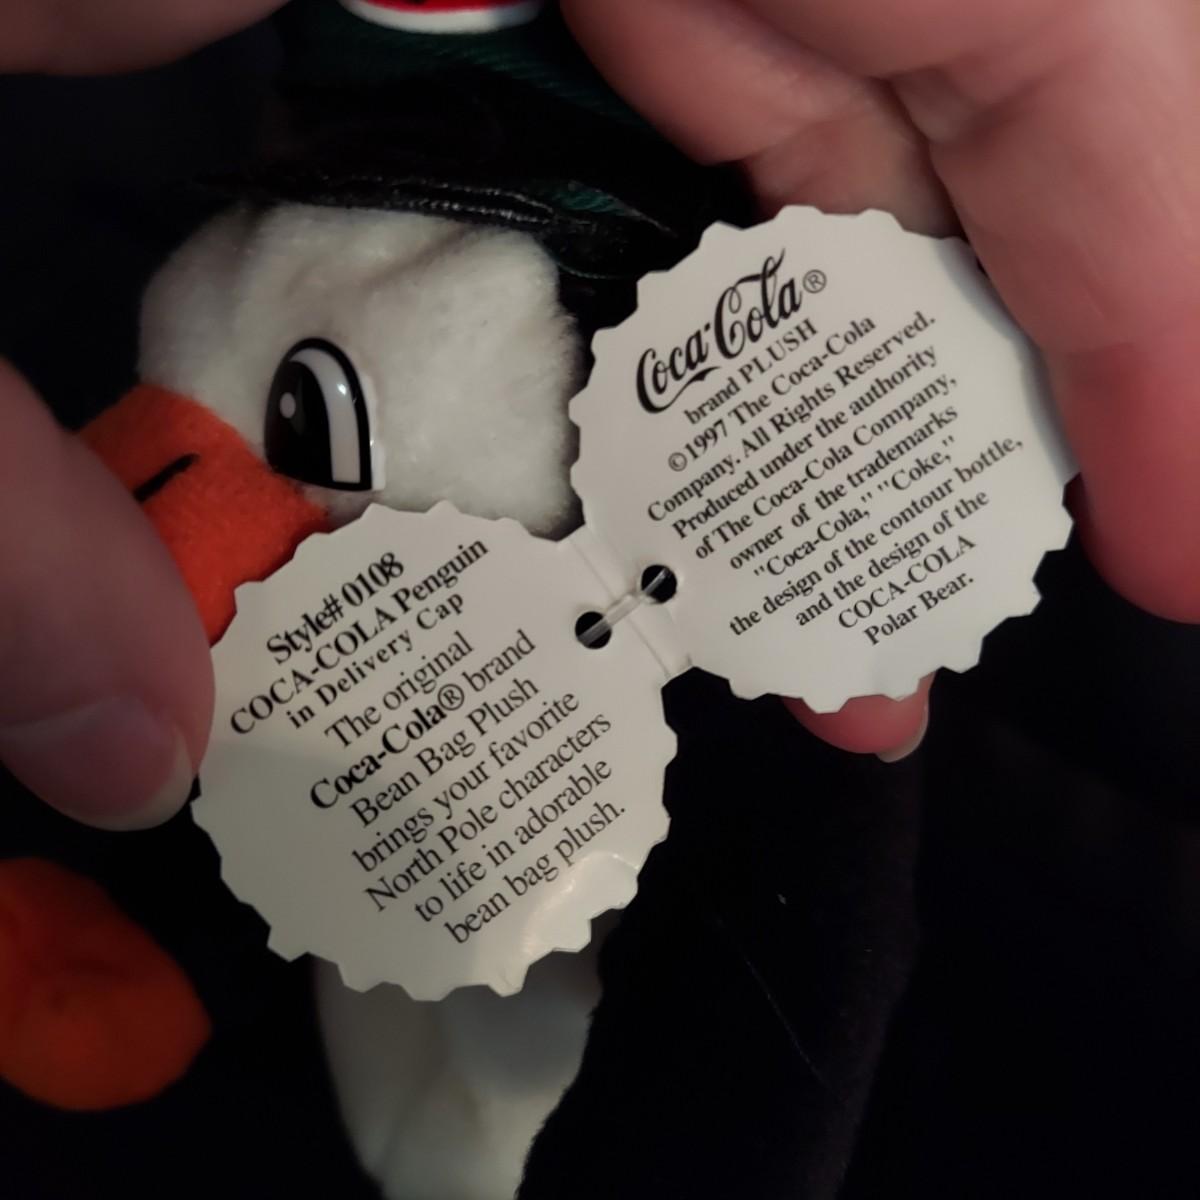 Style# 0108
COCA-COLA Penguin
in Delivery Cap
The original
Coca-Cola® brand
Bean Bag Plush
brings your favorite
North Pole characters
to life in adorable
bean bag plush.
Coca-Cola®
brand PLUSH
©1997 The Coca-Cola
Company. All Rights Reserved.
Produced under the authority
of The Coca-Cola Company,
owner of the trademarks
"Coca-Cola," "Coke,"
the design of the contour bottle,
and the design of the
COCA-COLA
Polar Bear.